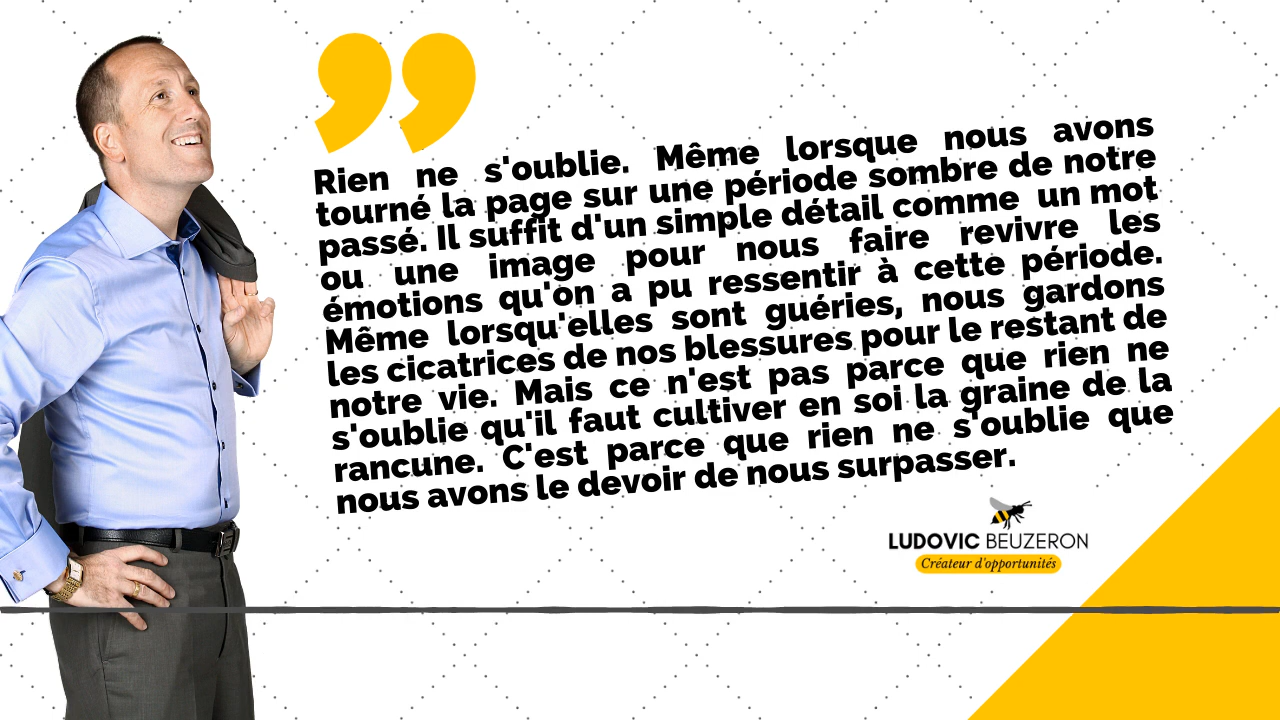 Rien ne s'oublie. Même lorsque nous avons
tourné la page sur une période sombre de notre
passé. Il suffit d'un simple détail comme un mot
ou une image pour nous faire revivre les
émotions qu'on a pu ressentir à cette période.
Même lorsqu'elles sont guéries, nous gardons
les cicatrices de nos blessures pour le restant de
notre vie. Mais ce n'est pas parce que rien ne
s'oublie qu'il faut cultiver en soi la graine de la
rancune. C'est parce que rien ne s'oublie que
nous avons le devoir de nous surpasser.
LUDOVIC BEUZERON
Créateur d'opportunités